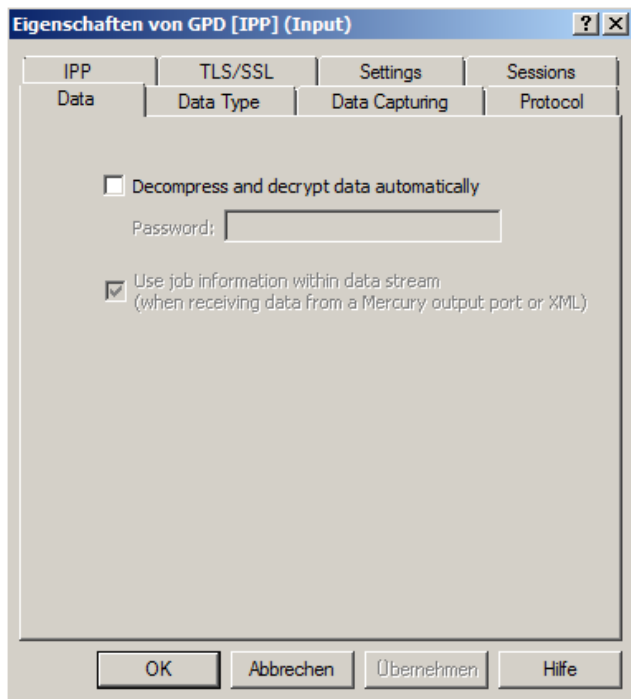 Eigenschaften von GPD [IPP] (Input)
IPP TLS/SSL Settings Sessions
Data Data Type Data Capturing Protocol
Decompress and decrypt data automatically
Password:
Use job information within data stream
(when receiving data from a Mercury output port or XML)
OK Abbrechen Übernehmen Hilfe